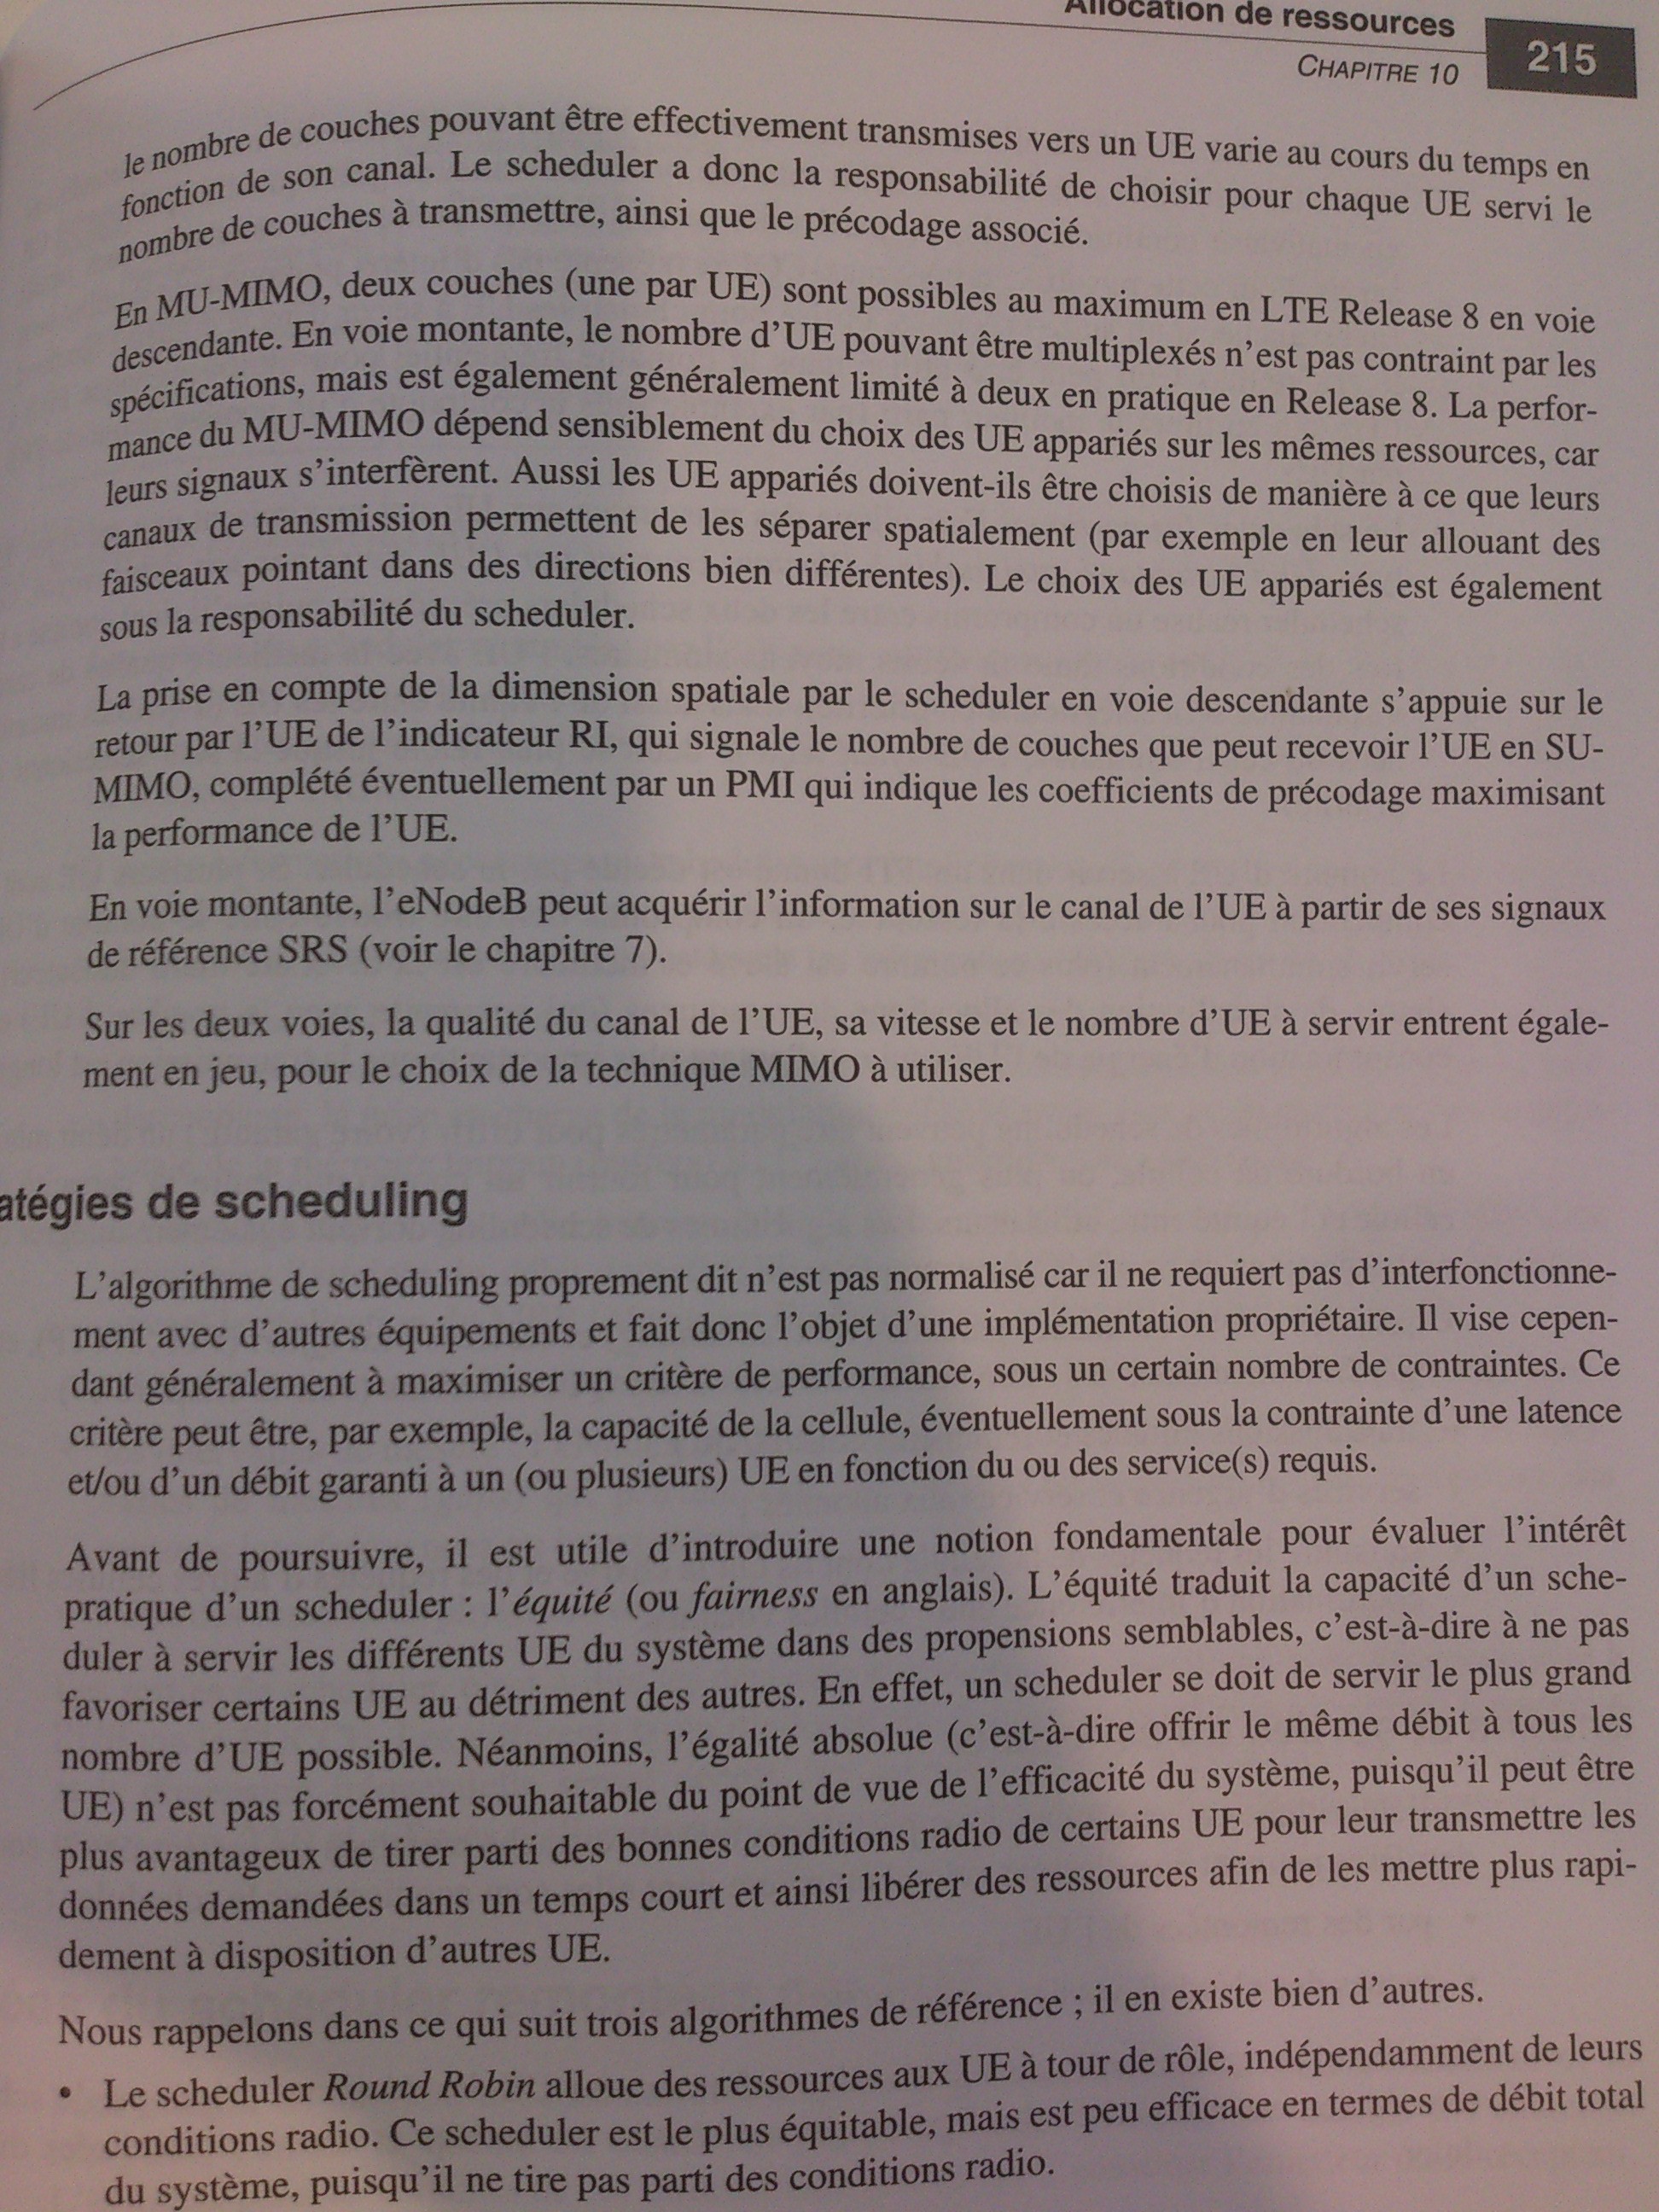 Allocation de ressources
CHAPITRE 10
215
le nombre de couches pouvant être effectivement transmises vers un UE varie au cours du temps en
fonction de son canal. Le scheduler a donc la responsabilité de choisir pour chaque UE servi le
nombre de couches à transmettre, ainsi que le précodage associé.
En MU-MIMO, deux couches (une par UE) sont possibles au maximum en LTE Release 8 en voie
descendante. En voie montante, le nombre d'UE pouvant être multiplexés n'est pas contraint par les
spécifications, mais est également généralement limité à deux en pratique en Release 8. La perfor-
mance du MU-MIMO dépend sensiblement du choix des UE appariés sur les mêmes ressources, car
leurs signaux s'interfèrent. Aussi les UE appariés doivent-ils être choisis de manière à ce que leurs
canaux de transmission permettent de les séparer spatialement (par exemple en leur allouant des
faisceaux pointant dans des directions bien différentes). Le choix des UE appariés est également
sous la responsabilité du scheduler.
La prise en compte de la dimension spatiale par le scheduler en voie descendante s'appuie sur le
retour par l'UE de l'indicateur RI, qui signale le nombre de couches que peut recevoir l'UE en SU-
MIMO, complété éventuellement par un PMI qui indique les coefficients de précodage maximisant
la performance de l'UE.
En voie montante, l'eNodeB peut acquérir l'information sur le canal de l'UE à partir de ses signaux
de référence SRS (voir le chapitre 7).
Sur les deux voies, la qualité du canal de l'UE, sa vitesse et le nombre d'UE à servir entrent égale-
ment en jeu, pour le choix de la technique MIMO à utiliser.
atégies de scheduling
L'algorithme de scheduling proprement dit n'est pas normalisé car il ne requiert pas d'interfonctionne-
ment avec d'autres équipements et fait donc l'objet d'une implémentation propriétaire. Il vise cepen-
dant généralement à maximiser un critère de performance, sous un certain nombre de contraintes. Ce
critère peut être, par exemple, la capacité de la cellule, éventuellement sous la contrainte d'une latence
et/ou d'un débit garanti à un (ou plusieurs) UE en fonction du ou des service(s) requis.
Avant de poursuivre, il est utile d'introduire une notion fondamentale pour évaluer l'intérêt
pratique d'un scheduler : l'équité (ou fairness en anglais). L'équité traduit la capacité d'un sche-
duler à servir les différents UE du système dans des propensions semblables, c'est-à-dire à ne pas
favoriser certains UE au détriment des autres. En effet, un scheduler se doit de servir le plus grand
nombre d'UE possible. Néanmoins, l'égalité absolue (c'est-à-dire offrir le même débit à tous les
UE) n'est pas forcément souhaitable du point de vue de l'efficacité du système, puisqu'il peut être
plus avantageux de tirer parti des bonnes conditions radio de certains UE pour leur transmettre les
données demandées dans un temps court et ainsi libérer des ressources afin de les mettre plus rapi-
dement à disposition d'autres UE.
Nous rappelons dans ce qui suit trois algorithmes de référence ; il en existe bien d'autres.
• Le scheduler Round Robin alloue des ressources aux UE à tour de rôle, indépendamment de leurs
conditions radio. Ce scheduler est le plus équitable, mais est peu efficace en termes de débit total
du système, puisqu'il ne tire pas parti des conditions radio.